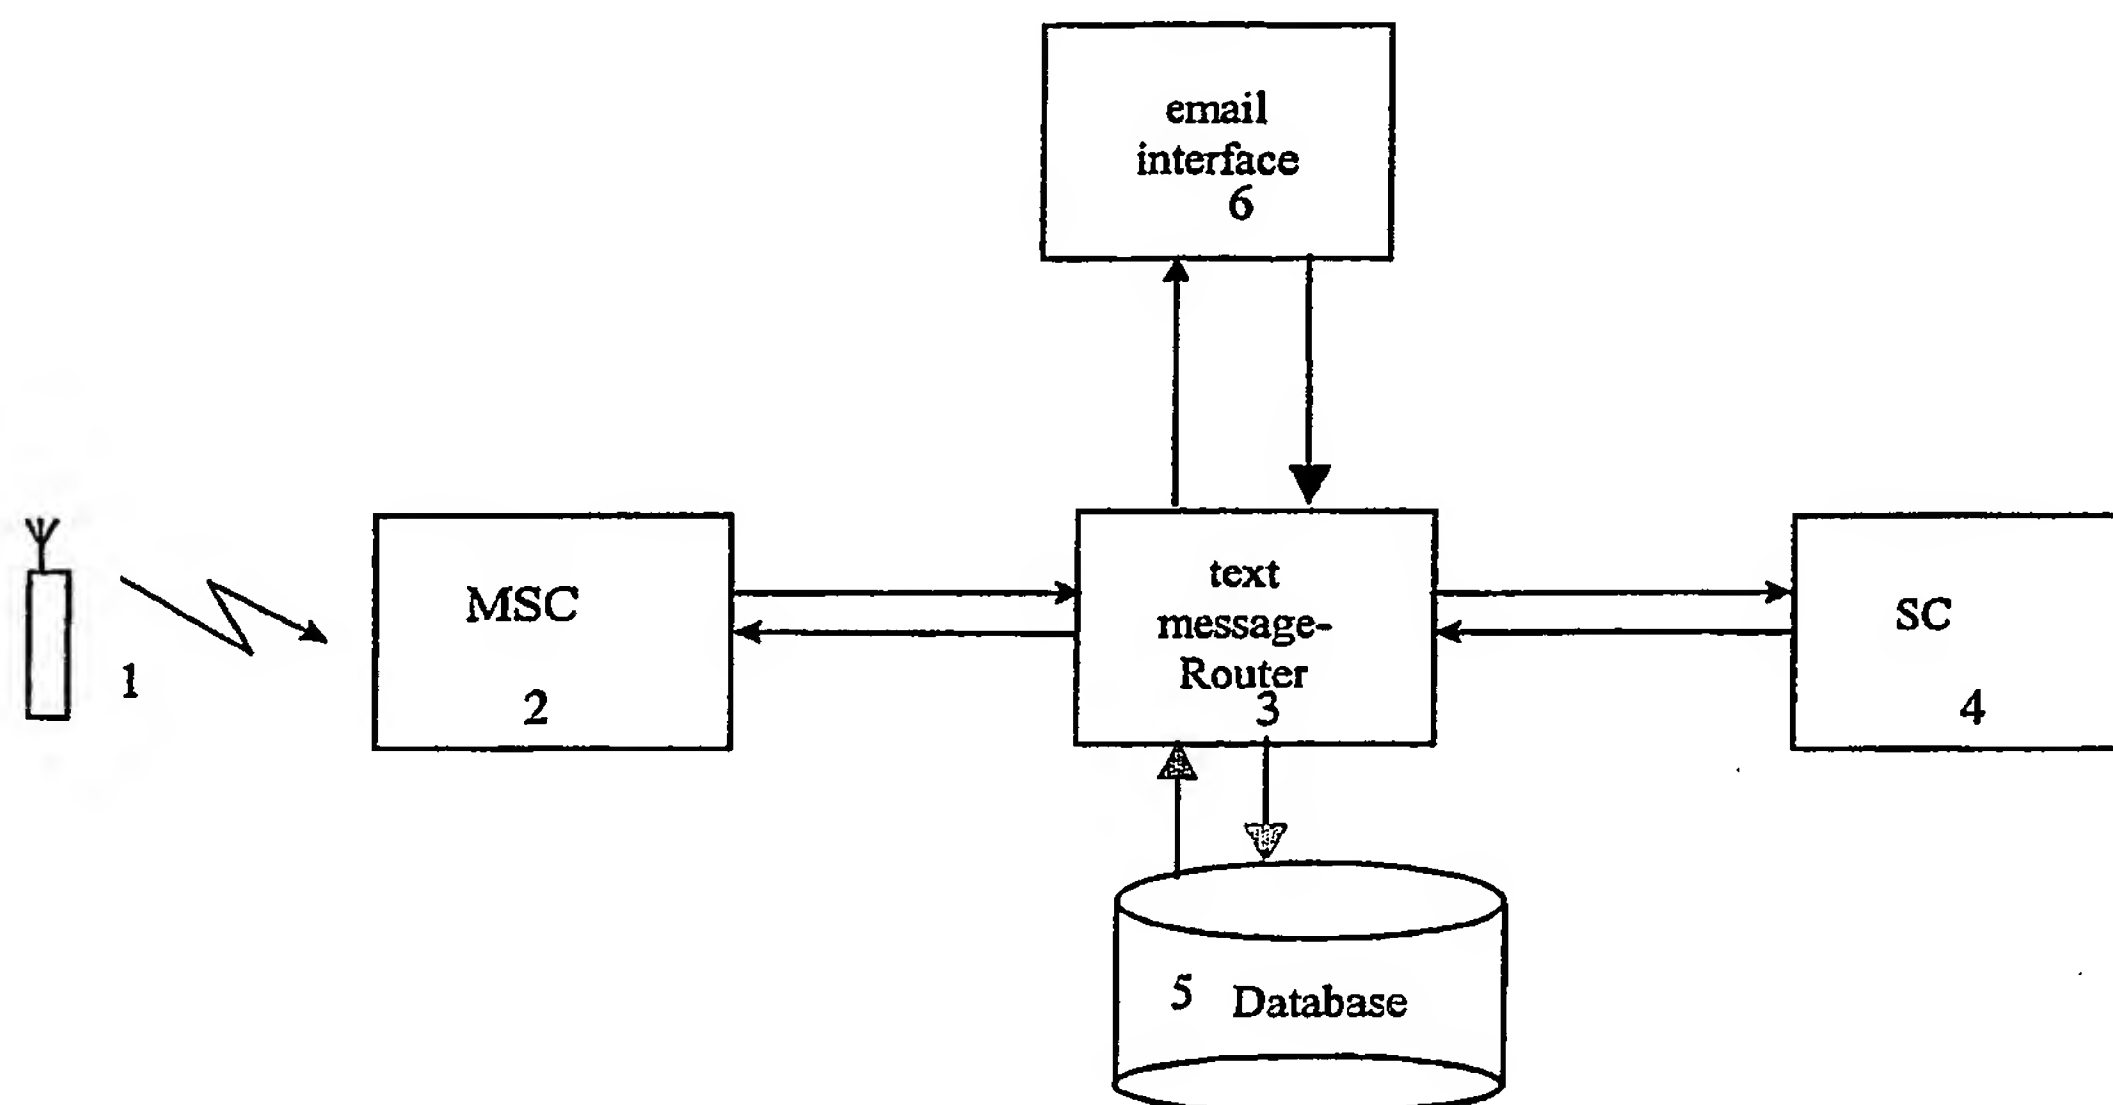 email
interface
6
1
MSC
2
text
message-
Router
3
SC
4
5 Database